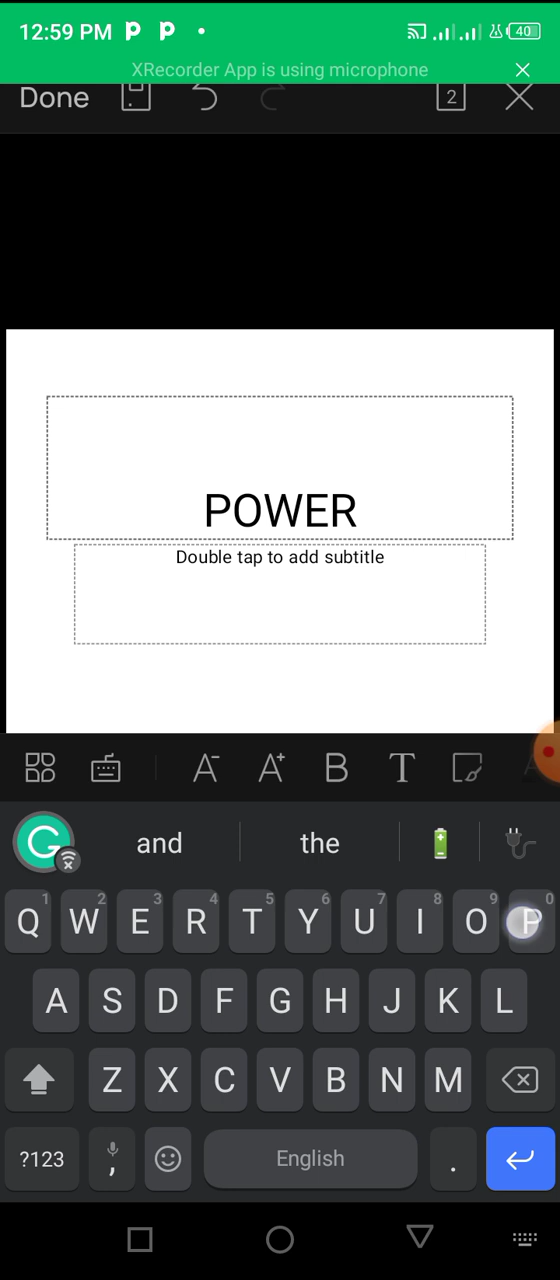 12:59 PM
40
XRecorder App is using microphone
Done
2
POWER
Double tap to add subtitle
A- A+ B T
and the
1 2 3 4 5 6 7 8 9 0
Q W E R T Y U I O P
A S D F G H J K L
Z X C V B N M
?123 , English .